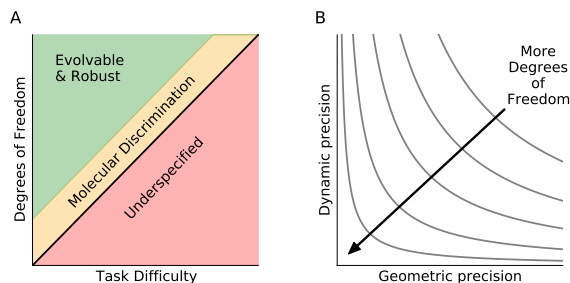 A
Evolvable
& Robust
Molecular Discrimination
Underspecified
Degrees of Freedom
Task Difficulty
B
More
Degrees
of
Freedom
Dynamic precision
Geometric precision